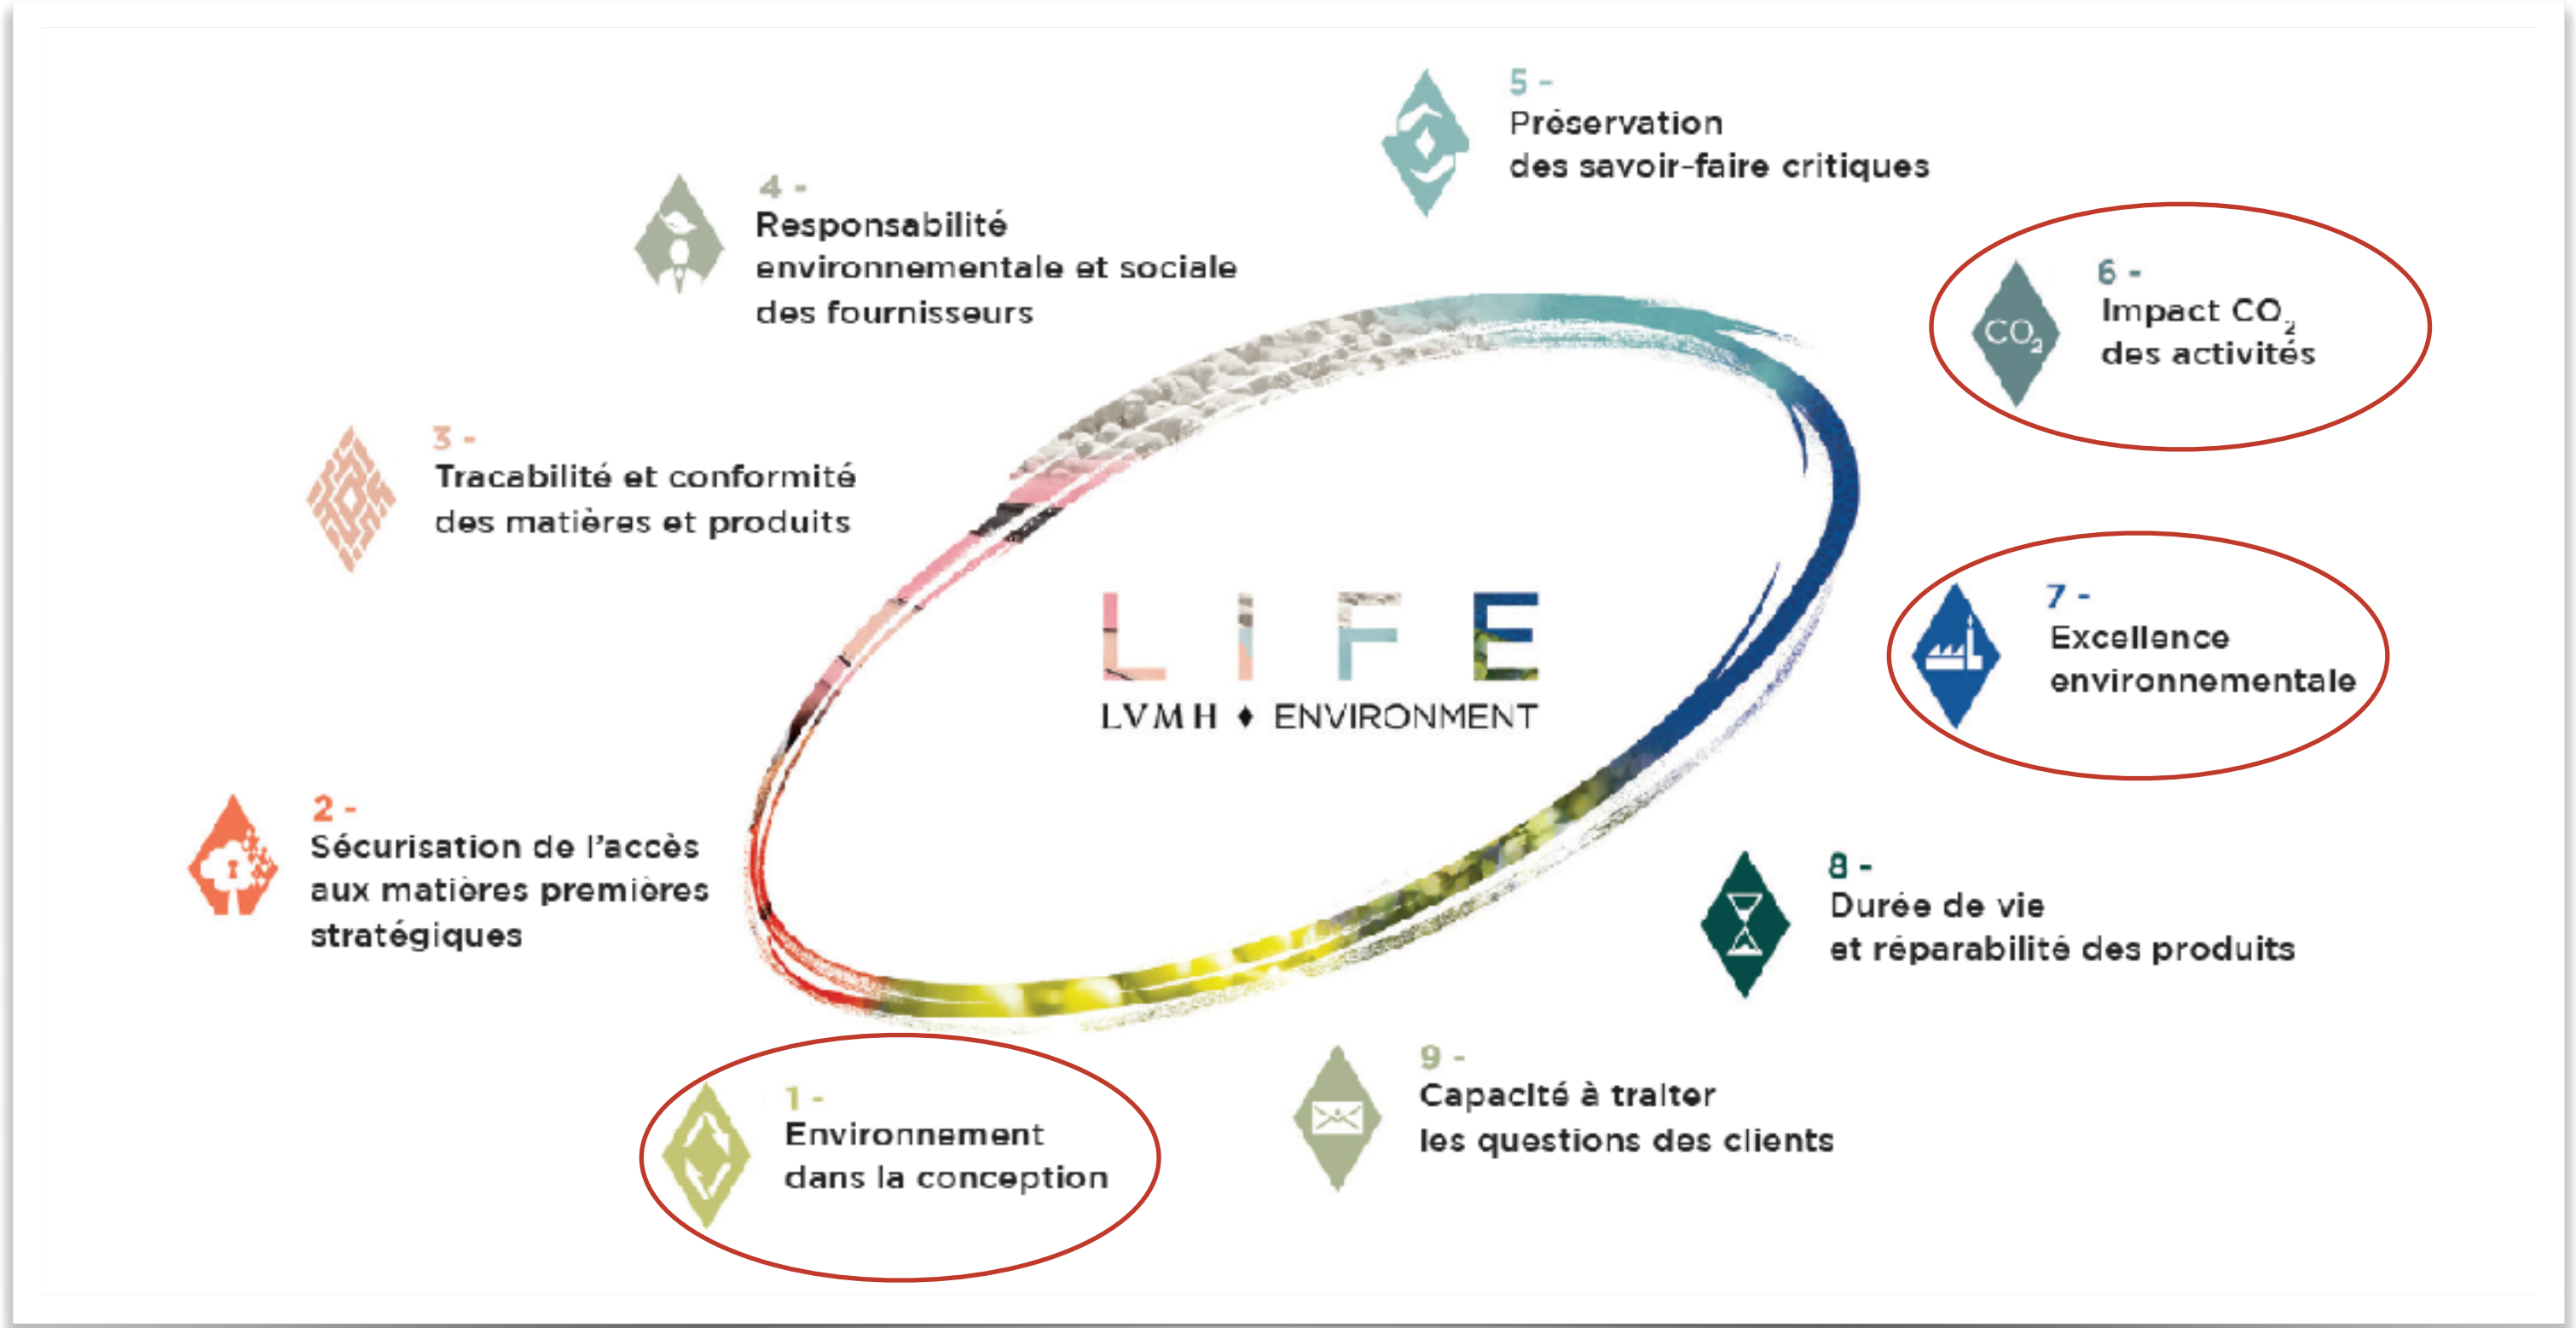 5 -
Préservation
des savoir-faire critiques
4 -
Responsabilité
environnementale et sociale
des fournisseurs
6 -
CO₂
Impact CO₂
des activités
3 -
Tracabilité et conformité
des matières et produits
7 -
Excellence
environnementale
LIFE
LVMH ♦ ENVIRONMENT
2 -
Sécurisation de l'accès
aux matières premières
stratégiques
8 -
Durée de vie
et réparabilité des produits
1 -
Environnement
dans la conception
9 -
Capacité à traiter
les questions des clients